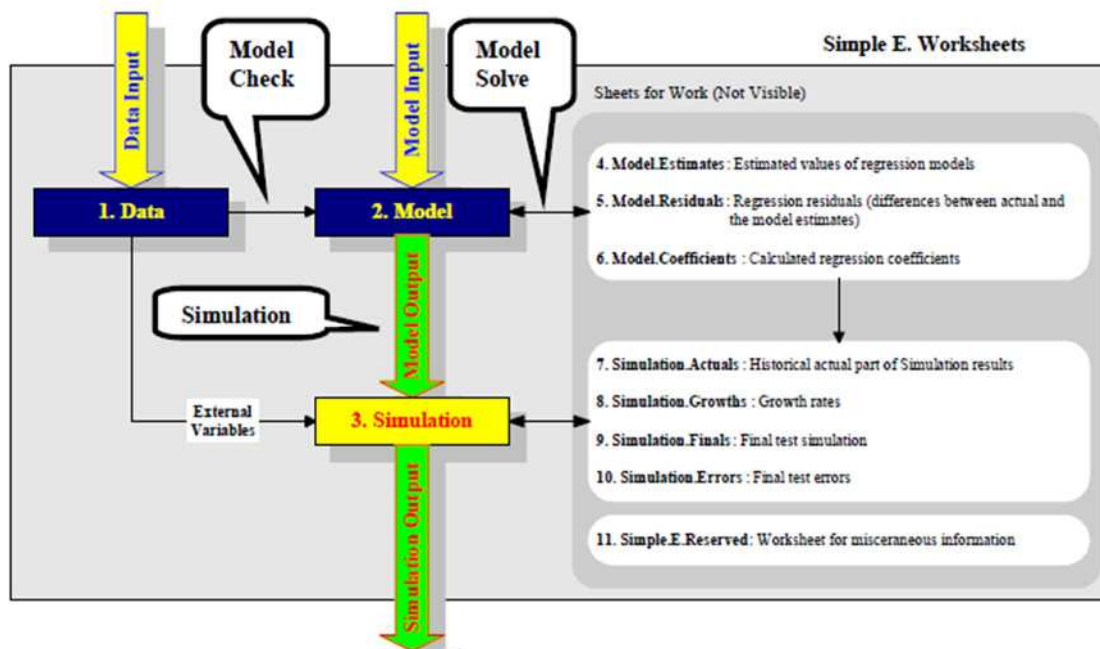 Simple E. Worksheets
Data Input
Model
Check
Model Input
Model
Solve
Sheets for Work (Not Visible)
1. Data
2. Model
4. Model.Estimates : Estimated values of regression models
5. Model.Residuals : Regression residuals (differences between actual and
the model estimates)
6. Model.Coefficients : Calculated regression coefficients
Simulation
Model Output
External
Variables
3. Simulation
7. Simulation.Actuals : Historical actual part of Simulation results
8. Simulation.Growths : Growth rates
9. Simulation.Finals : Final test simulation
10. Simulation.Errors : Final test errors
11. Simple.E.Reserved: Worksheet for misceraneous information
Simulation Output